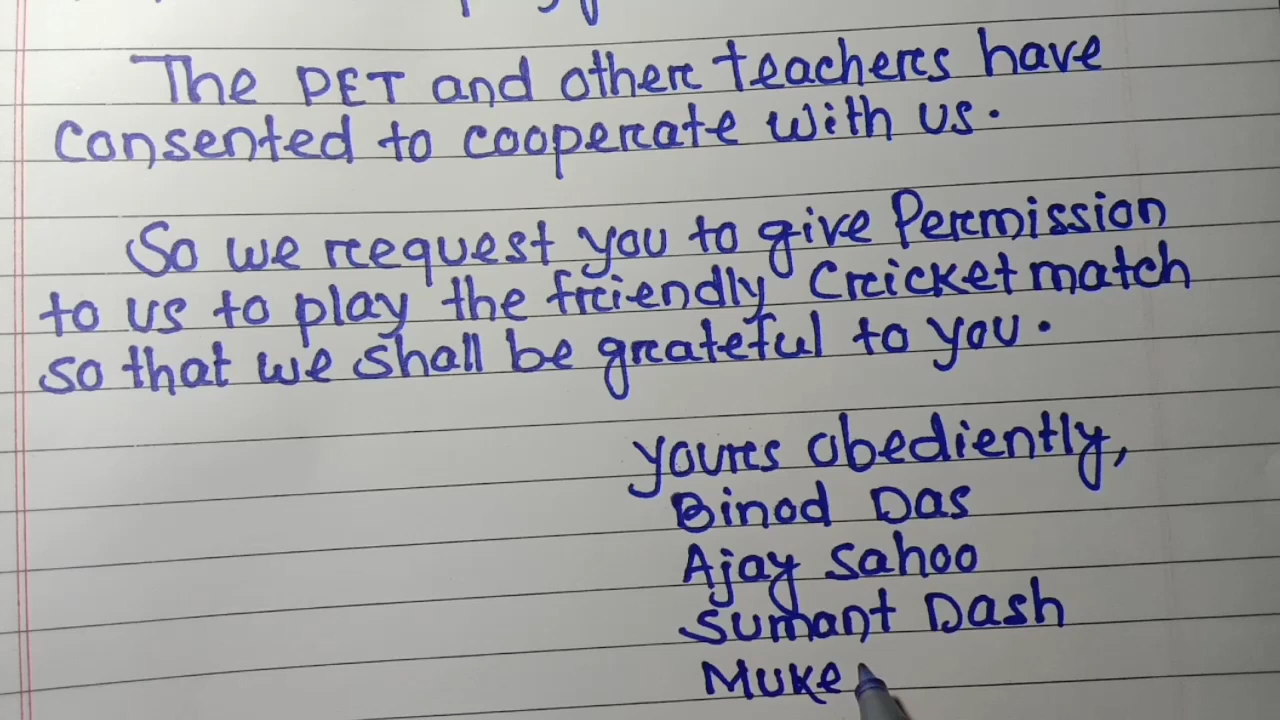 The PET and other teachers have
consented to cooperate with us.
So we request you to give Permission
to us to play the friendly Cricket match
so that we shall be grateful to you.
yours obediently,
Binod Das
Ajay Sahoo
Sumant Dash
Muke